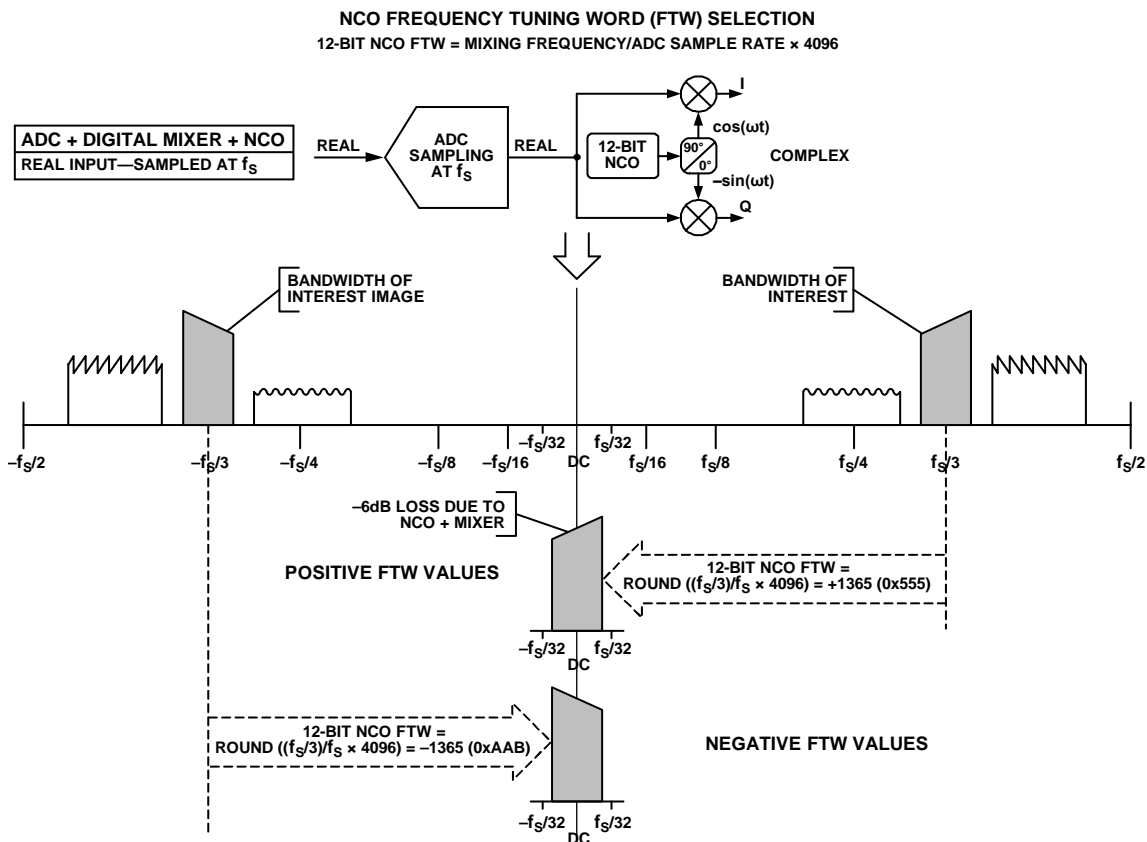 NCO FREQUENCY TUNING WORD (FTW) SELECTION
12-BIT NCO FTW = MIXING FREQUENCY/ADC SAMPLE RATE × 4096
ADC + DIGITAL MIXER + NCO
REAL INPUT—SAMPLED AT fS
REAL
ADC
SAMPLING
AT fS
REAL
12-BIT
NCO
90°
0°
cos(ωt)
–sin(ωt)
I
Q
COMPLEX
BANDWIDTH OF
INTEREST IMAGE
BANDWIDTH OF
INTEREST
–fS/2
–fS/3
–fS/4
–fS/8
–fS/16
–fS/32
DC
fS/32
fS/16
fS/8
fS/4
fS/3
fS/2
–6dB LOSS DUE TO
NCO + MIXER
POSITIVE FTW VALUES
12-BIT NCO FTW =
ROUND ((fS/3)/fS × 4096) = +1365 (0x555)
–fS/32
DC
fS/32
12-BIT NCO FTW =
ROUND ((fS/3)/fS × 4096) = –1365 (0xAAB)
NEGATIVE FTW VALUES
–fS/32
DC
fS/32